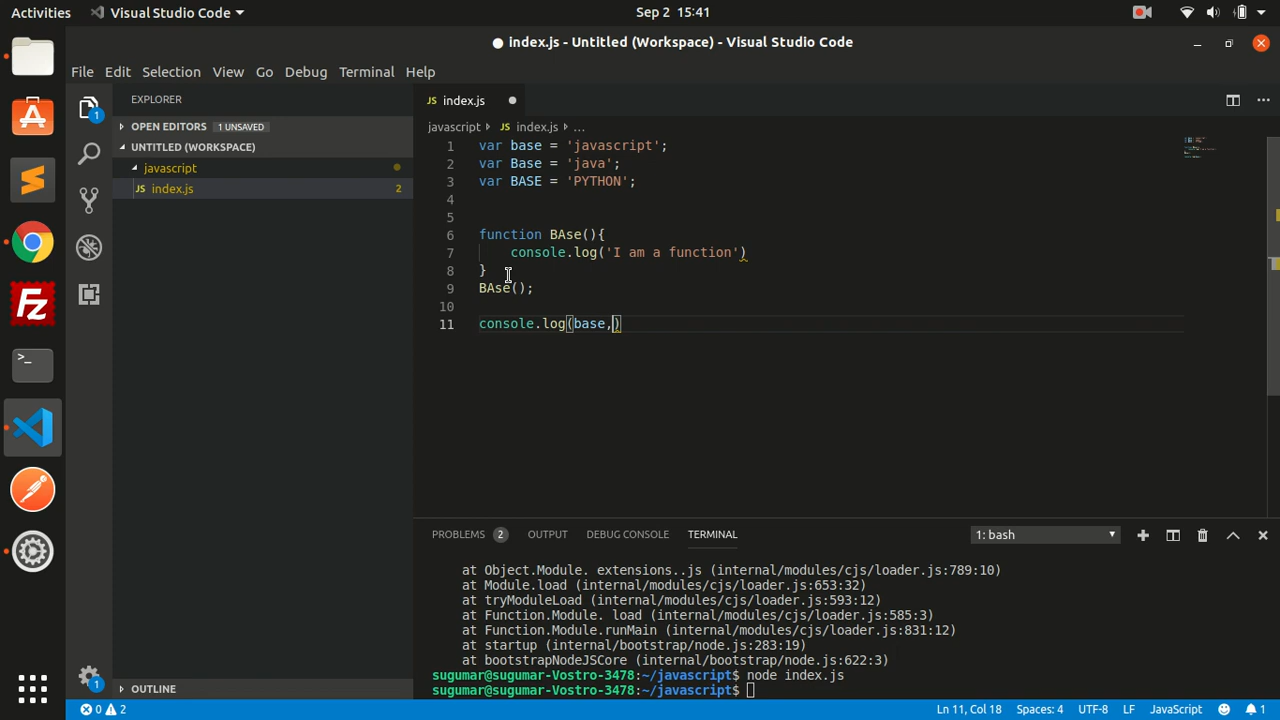 Activities
Visual Studio Code
Sep 2 15:41
index.js - Untitled (Workspace) - Visual Studio Code
File Edit Selection View Go Debug Terminal Help
EXPLORER
OPEN EDITORS 1 UNSAVED
UNTITLED (WORKSPACE)
javascript
JS index.js 2
OUTLINE
1
1
JS index.js
javascript JS index.js ...
1 var base = 'javascript';
2 var Base = 'java';
3 var BASE = 'PYTHON';
4
5
6 function BAse(){
7 console.log('I am a function')
8 }
9 BAse();
10
11 console.log(base,)
PROBLEMS 2 OUTPUT DEBUG CONSOLE TERMINAL 1: bash
at Object.Module. extensions..js (internal/modules/cjs/loader.js:789:10)
at Module.load (internal/modules/cjs/loader.js:653:32)
at tryModuleLoad (internal/modules/cjs/loader.js:593:12)
at Function.Module. load (internal/modules/cjs/loader.js:585:3)
at Function.Module.runMain (internal/modules/cjs/loader.js:831:12)
at startup (internal/bootstrap/node.js:283:19)
at bootstrapNodeJSCore (internal/bootstrap/node.js:622:3)
sugumar@sugumar-Vostro-3478:~/javascript$ node index.js
sugumar@sugumar-Vostro-3478:~/javascript$
0 2 Ln 11, Col 18 Spaces: 4 UTF-8 LF JavaScript 1